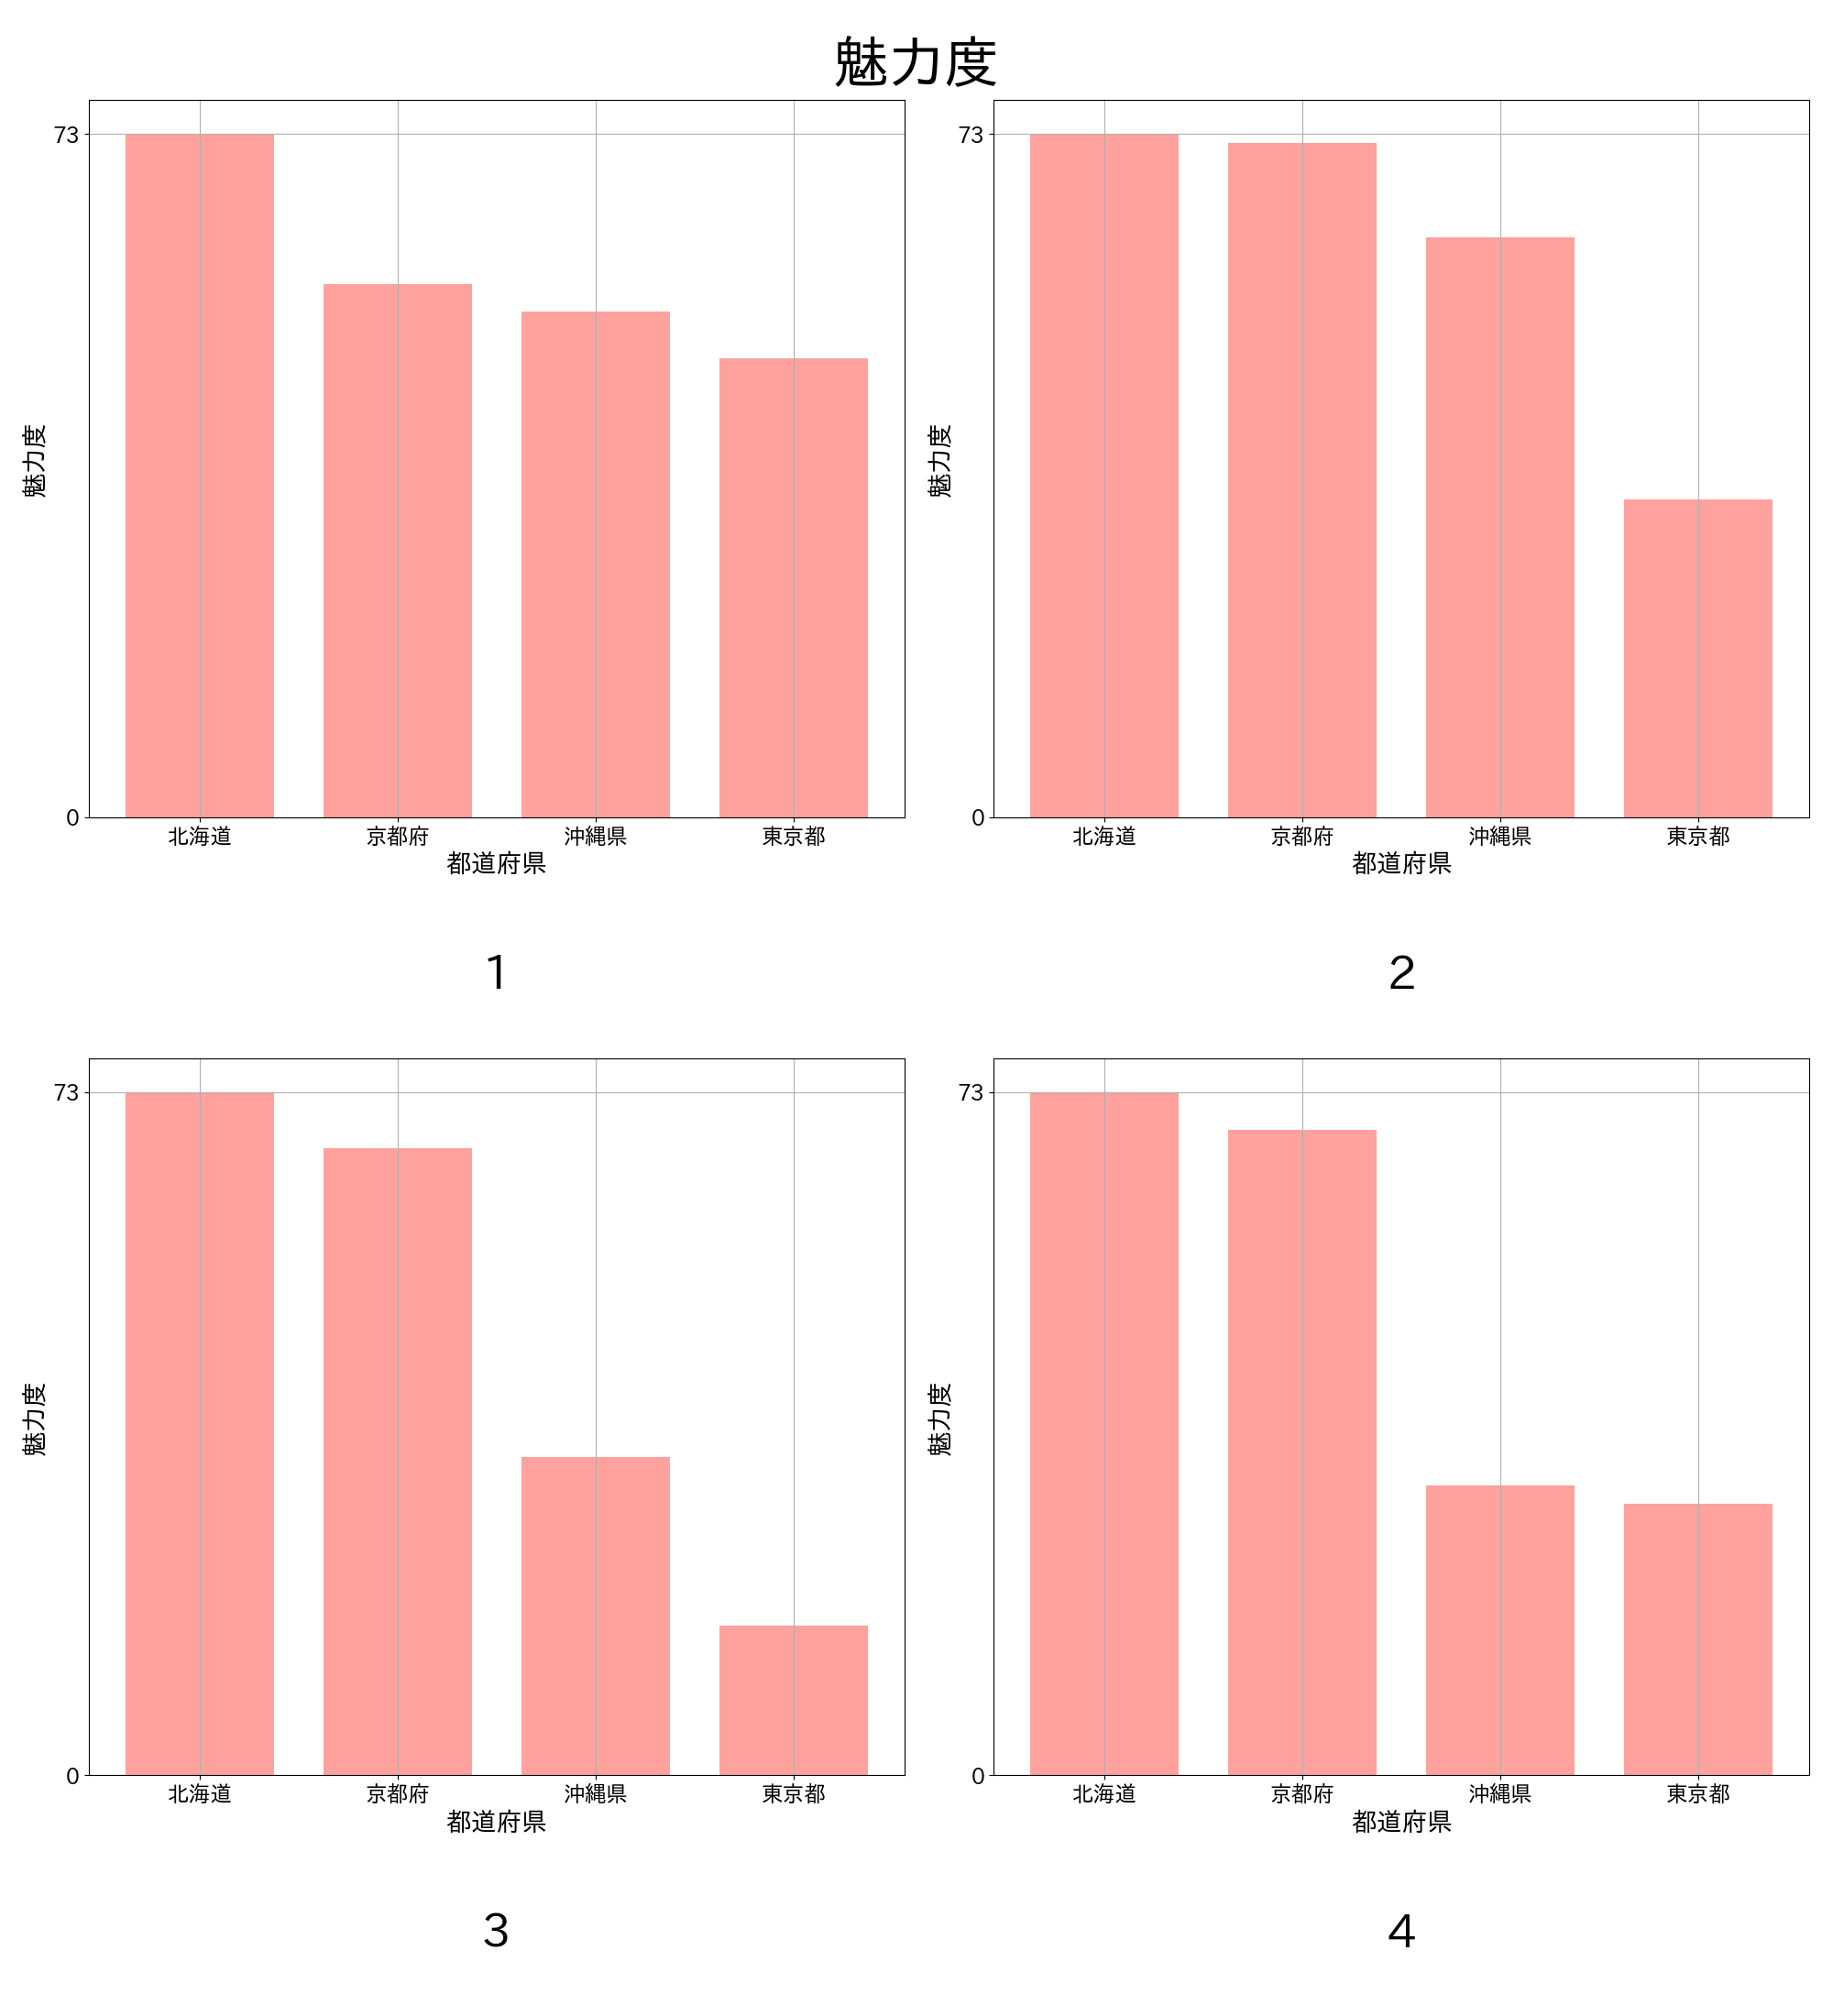 魅力度
73
0
魅力度
北海道 京都府 沖縄県 東京都
都道府県
1
73
0
魅力度
北海道 京都府 沖縄県 東京都
都道府県
2
73
0
魅力度
北海道 京都府 沖縄県 東京都
都道府県
3
73
0
魅力度
北海道 京都府 沖縄県 東京都
都道府県
4